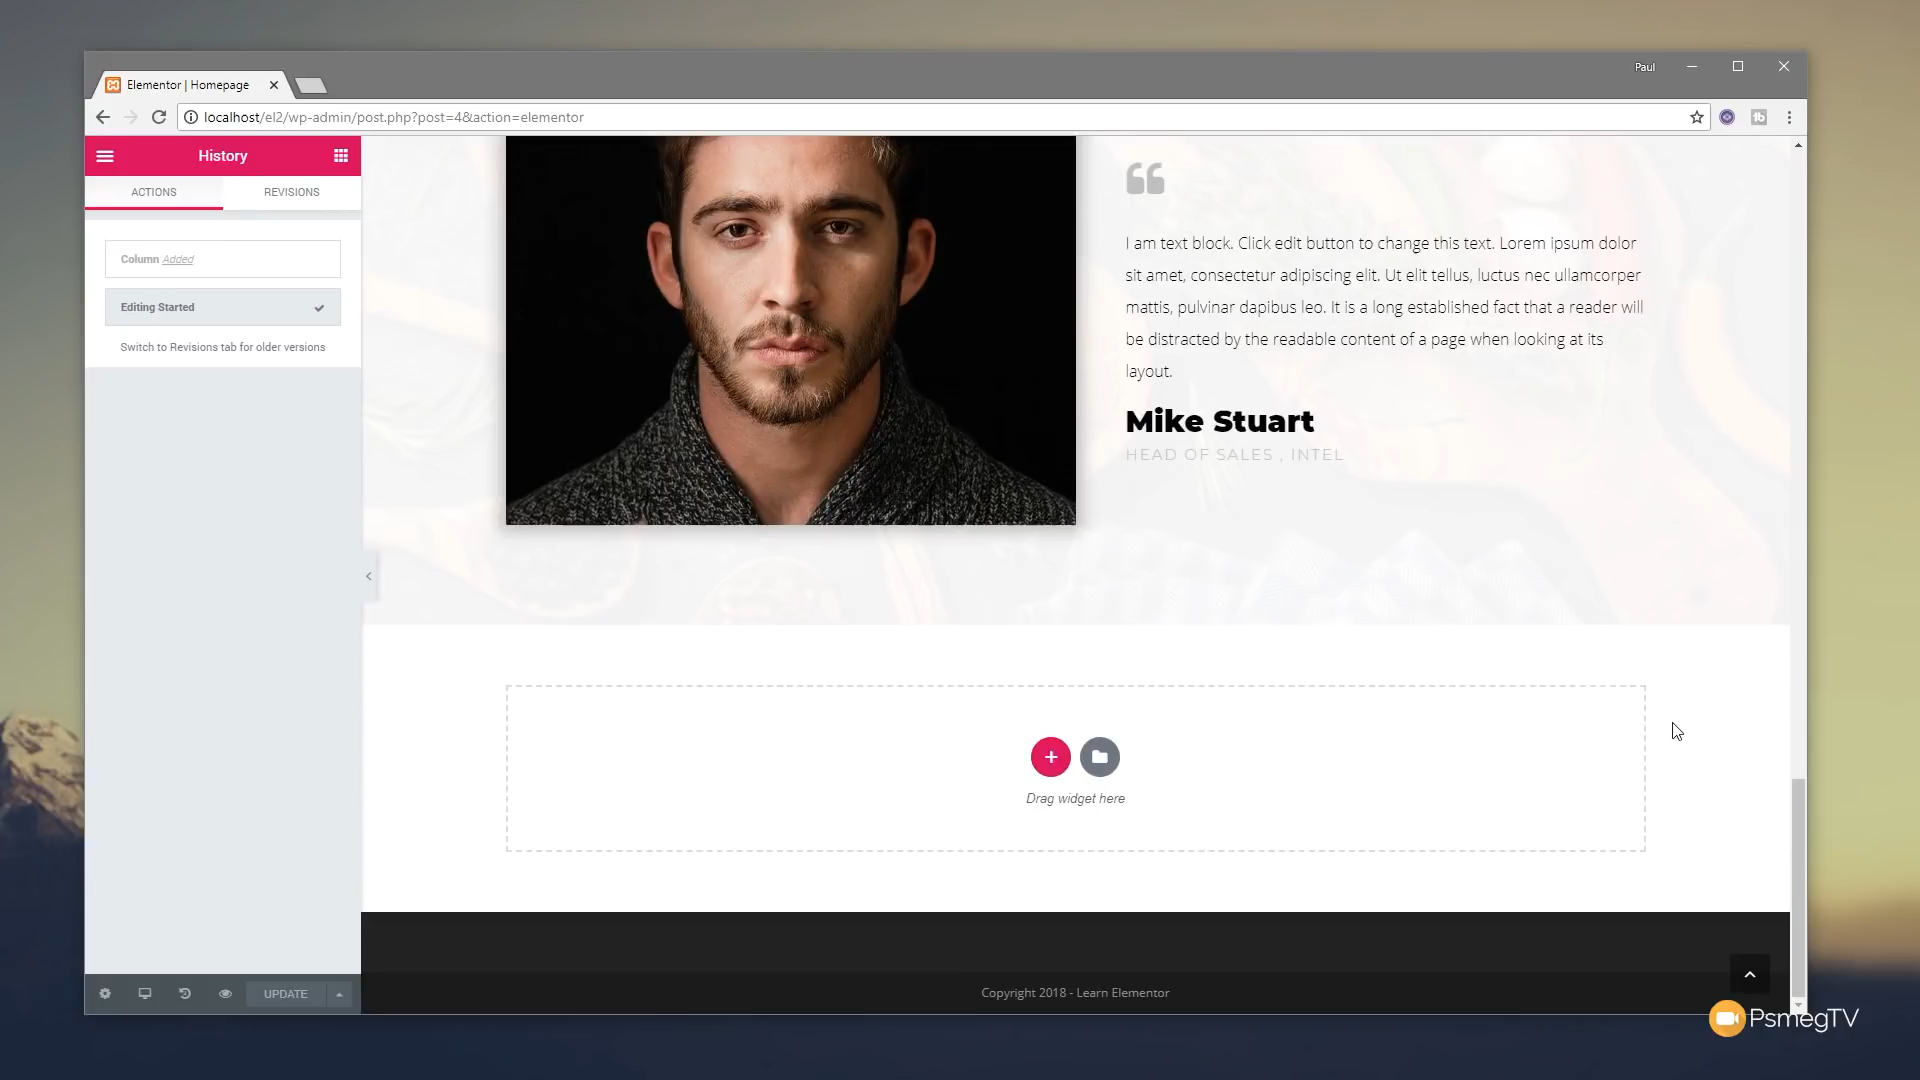 Paul
Elementor | Homepage
localhost/el2/wp-admin/post.php?post=4&action=elementor
History
ACTIONS
REVISIONS
Column Added
Editing Started
Switch to Revisions tab for older versions
I am text block. Click edit button to change this text. Lorem ipsum dolor
sit amet, consectetur adipiscing elit. Ut elit tellus, luctus nec ullamcorper
mattis, pulvinar dapibus leo. It is a long established fact that a reader will
be distracted by the readable content of a page when looking at its
layout.
Mike Stuart
HEAD OF SALES , INTEL
Drag widget here
UPDATE
Copyright 2018 - Learn Elementor
PsmegTV